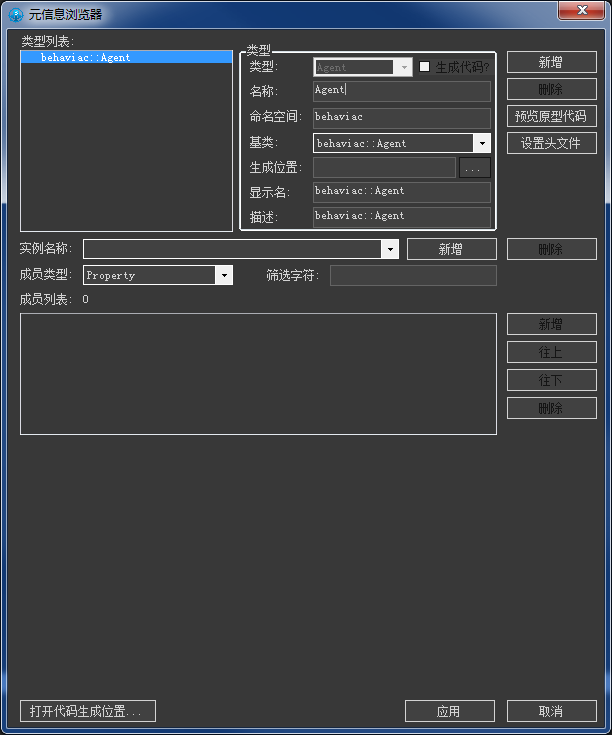 元信息浏览器
类型列表:
behaviac::Agent
类型
类型: Agent 生成代码?
名称: Agent
命名空间: behaviac
基类: behaviac::Agent
生成位置: ...
显示名: behaviac::Agent
描述: behaviac::Agent
新增
删除
预览原型代码
设置头文件
实例名称: 新增 删除
成员类型: Property 筛选字符:
成员列表: 0
新增
往上
往下
删除
打开代码生成位置... 应用 取消